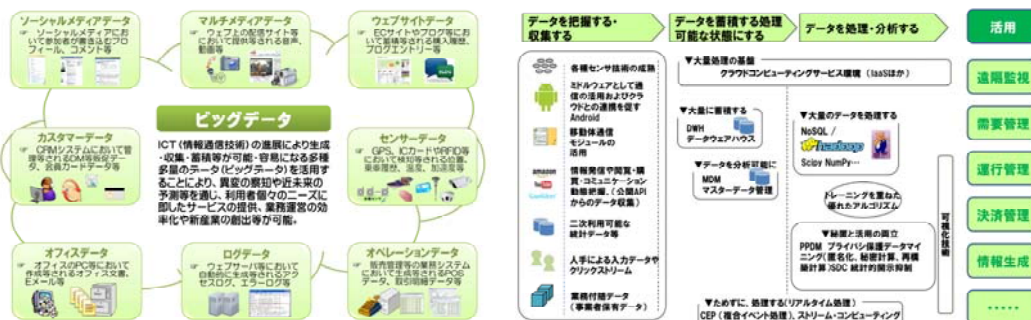 ソーシャルメディアデータ
ソーシャルメディアにお
いて参加者が書き込むプロ
フィール、コメント等
マルチメディアデータ
ウェブ上の配信サイト等
において提供等される音声、
動画等
ウェブサイトデータ
ECサイトやブログ等にお
いて蓄積等される購入履歴、
ブログエントリー等
カスタマーデータ
CRMシステムにおいて管
理等されるDM等販促デー
タ、会員カードデータ等
ビッグデータ
ICT(情報通信技術)の進展により生成
・収集・蓄積等が可能・容易になる多種
多量のデータ(ビッグデータ)を活用す
ることにより、異変の察知や近未来の
予測等を通じ、利用者個々のニーズに
即したサービスの提供、業務運営の効
率化や新産業の創出等が可能。
センサーデータ
GPS、ICカードやRFID等
において検知等される位置、
乗車履歴、温度、加速度等
オフィスデータ
オフィスのPC等において
作成等されるオフィス文書、
Eメール等
ログデータ
ウェブサーバ等において
自動的に生成等されるアク
セスログ、エラーログ等
オペレーションデータ
販売管理等の業務システム
において生成等されるPOS
データ、取引明細データ等
データを把握する・
収集する
データを蓄積する処理
可能な状態にする
データを処理・分析する
活用
各種センサ技術の成熟
ミドルウェアとして通
信の活用およびクラ
ウドとの連携を促す
Android
移動体通信
モジュールの
活用
amazon
YouTube
情報発信や閲覧・購
買・コミュニケーション
動態把握、(公開API
からのデータ収集)
二次利用可能な
統計データ等
人手による入力データや
クリックストリーム
業務付随データ
(事業者保有データ)
▼大量処理の基盤
クラウドコンピューティングサービス環境 (IaaSほか)
▼大量に蓄積する
DWH
データウェアハウス
▼データを分析可能に
MDM
マスターデータ管理
▼大量のデータを処理する
NoSQL /
hadoop
Scipy NumPy…
トレーニングを重ねた
優れたアルゴリズム
▼秘匿と活用の両立
PPDM プライバシ保護データマイ
ニング(匿名化、秘密計算、再構
築計算)SDC 統計的開示抑制
可視化技術
▼ためずに、処理する(リアルタイム処理)
CEP(複合イベント処理)、ストリーム・コンピューティング
遠隔監視
需要管理
運行管理
決済管理
情報生成
・・・・・